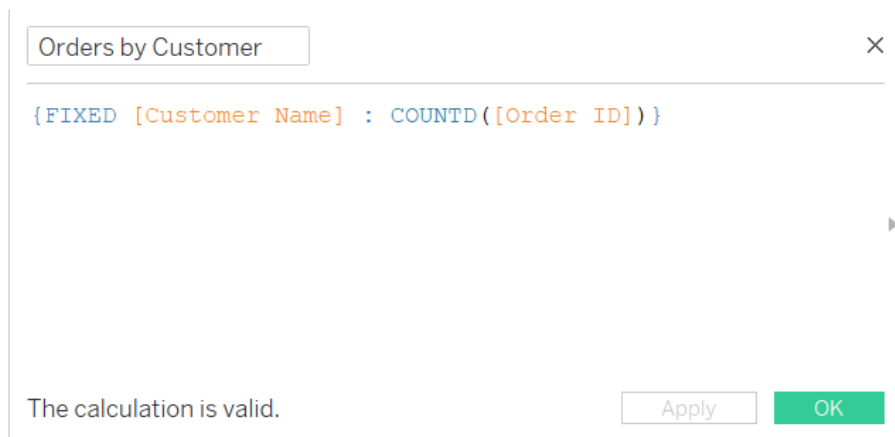 Orders by Customer
{FIXED [Customer Name] : COUNTD([Order ID])}
The calculation is valid.
Apply
OK